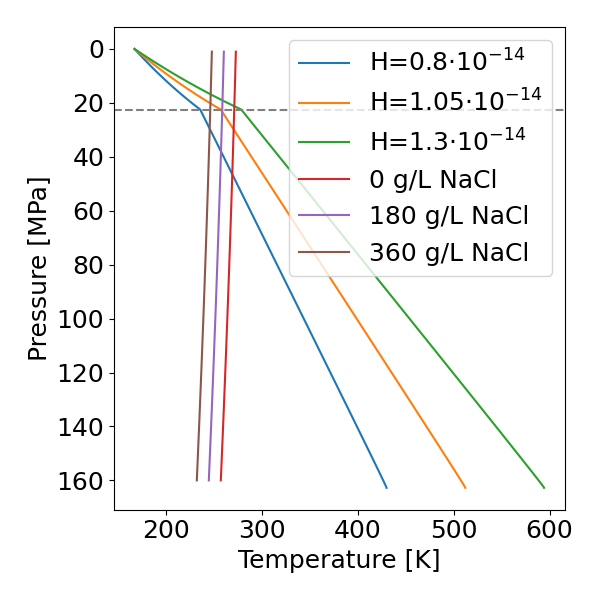 0
20
40
60
80
100
120
140
160
Pressure [MPa]
200
300
400
500
600
Temperature [K]
H=0.8·10⁻¹⁴
H=1.05·10⁻¹⁴
H=1.3·10⁻¹⁴
0 g/L NaCl
180 g/L NaCl
360 g/L NaCl